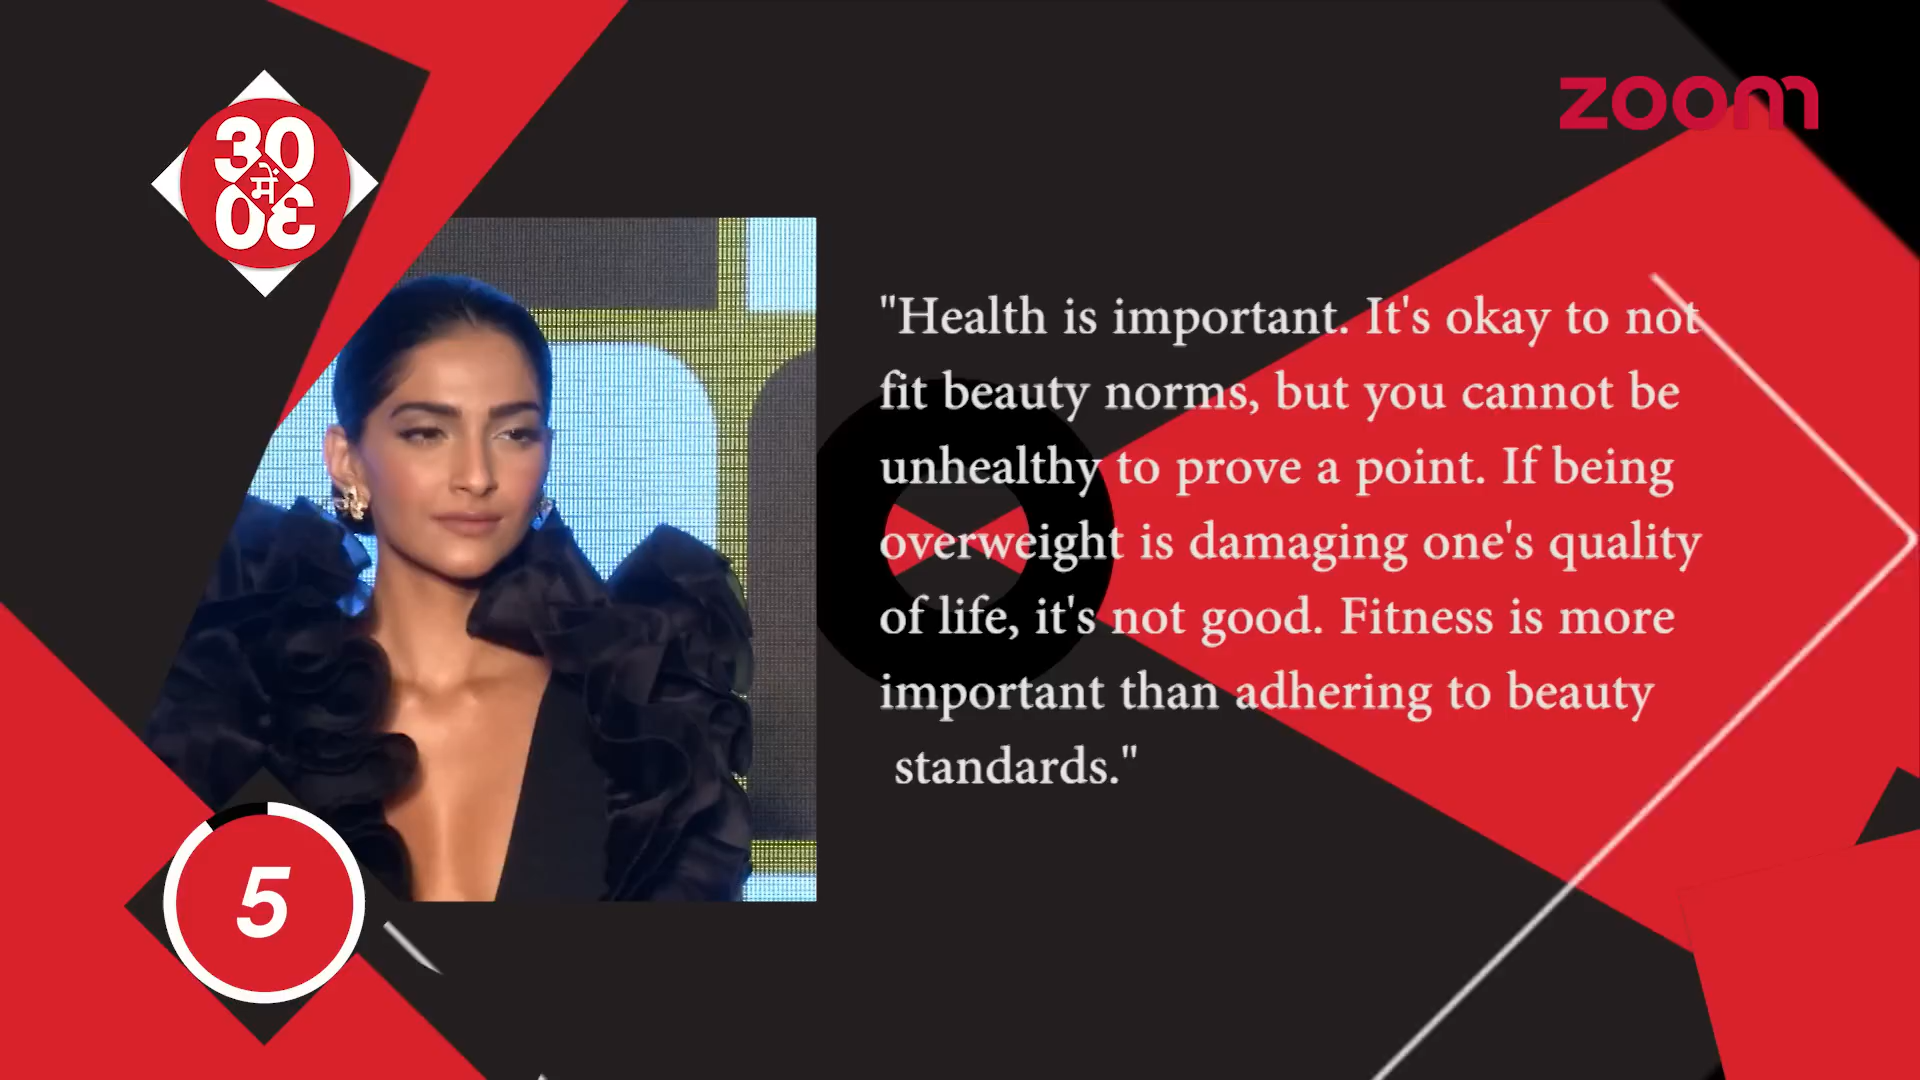 30
में
30
zoom
"Health is important. It's okay to not
fit beauty norms, but you cannot be
unhealthy to prove a point. If being
overweight is damaging one's quality
of life, it's not good. Fitness is more
important than adhering to beauty
standards."
5